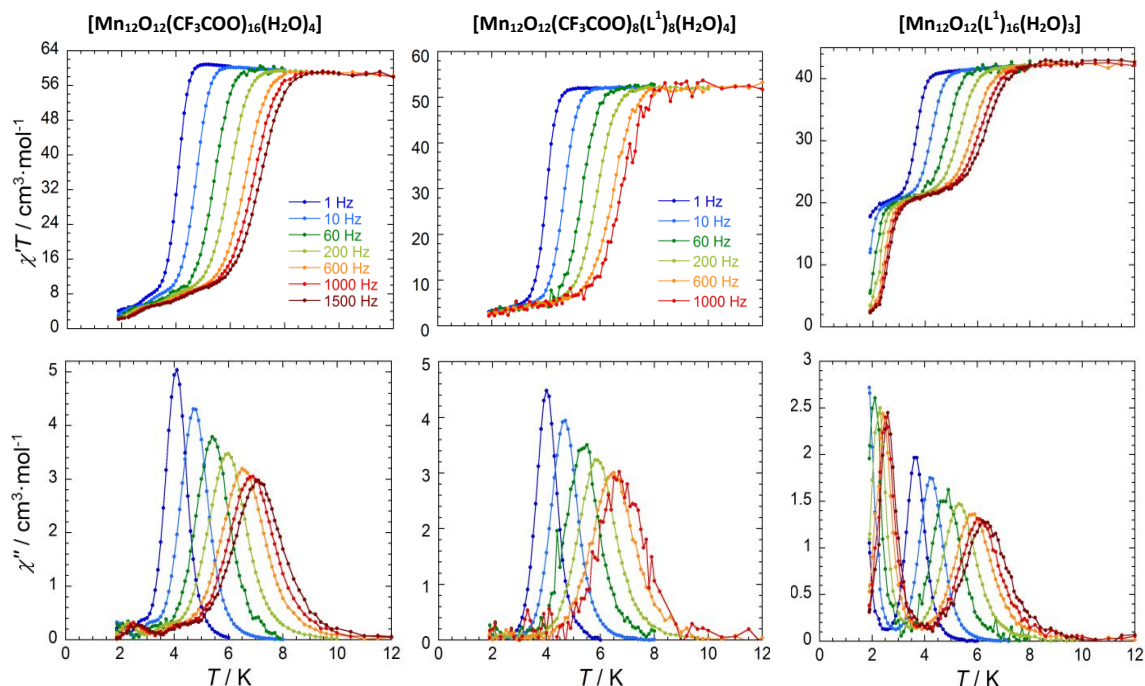 [Mn₁₂O₁₂(CF₃COO)₁₆(H₂O)₄] [Mn₁₂O₁₂(CF₃COO)₈(L¹)₈(H₂O)₄] [Mn₁₂O₁₂(L¹)₁₆(H₂O)₃]
χ'T / cm³·mol⁻¹
64
56
48
40
32
24
16
8
0
1 Hz
10 Hz
60 Hz
200 Hz
600 Hz
1000 Hz
1500 Hz
60
50
40
30
20
10
0
1 Hz
10 Hz
60 Hz
200 Hz
600 Hz
1000 Hz
40
30
20
10
0
χ'' / cm³·mol⁻¹
5
4
3
2
1
0
0 2 4 6 8 10 12
T / K
5
4
3
2
1
0
0 2 4 6 8 10 12
T / K
3
2.5
2
1.5
1
0.5
0
0 2 4 6 8 10 12
T / K